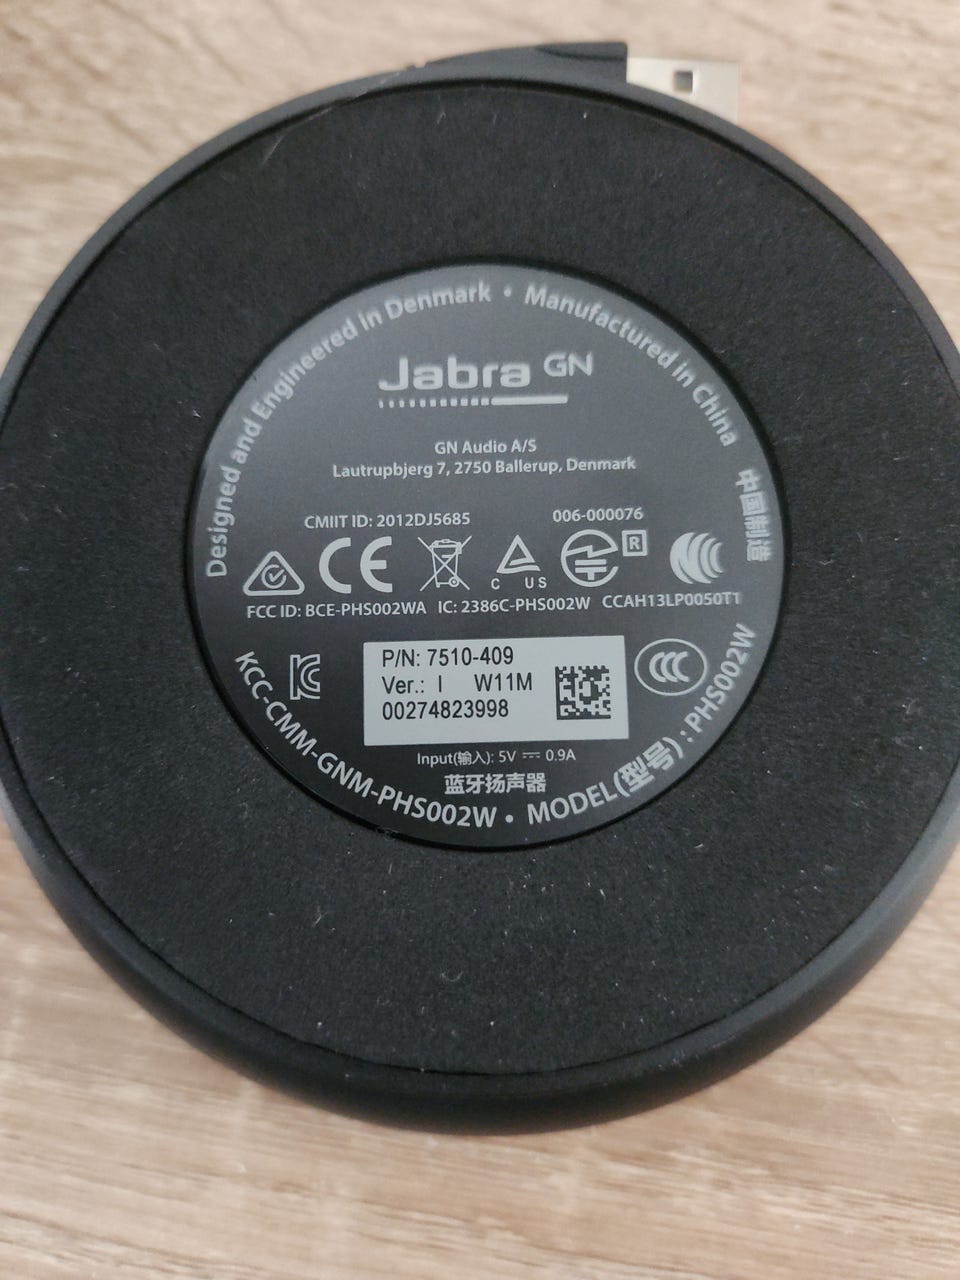 Designed and Engineered in Denmark • Manufactured in China 中国制造
Jabra GN
GN Audio A/S
Lautrupbjerg 7, 2750 Ballerup, Denmark
CMIIT ID: 2012DJ5685 006-000076
CE C US R
FCC ID: BCE-PHS002WA IC: 2386C-PHS002W CCAH13LP0050T1
P/N: 7510-409
Ver.: I W11M
00274823998
CCC
Input(输入): 5V ⎓ 0.9A
蓝牙扬声器
KCC-CMM-GNM-PHS002W • MODEL(型号) : PHS002W